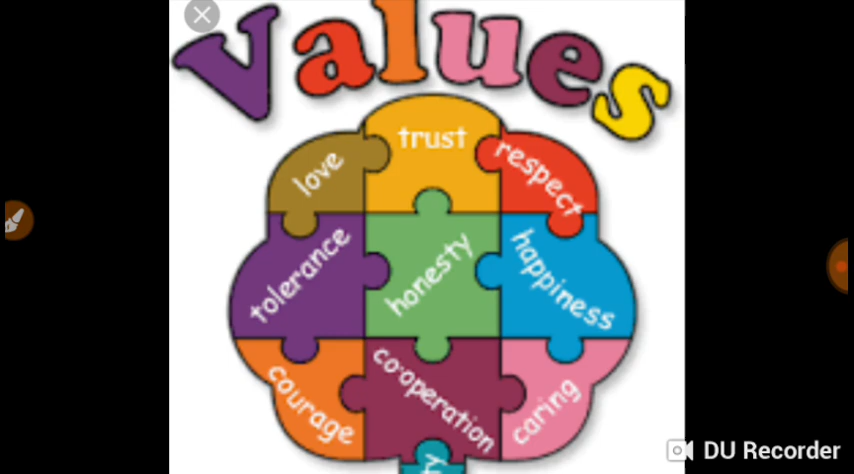 Values
love
trust
respect
tolerance
honesty
happiness
courage
co-operation
caring
DU Recorder